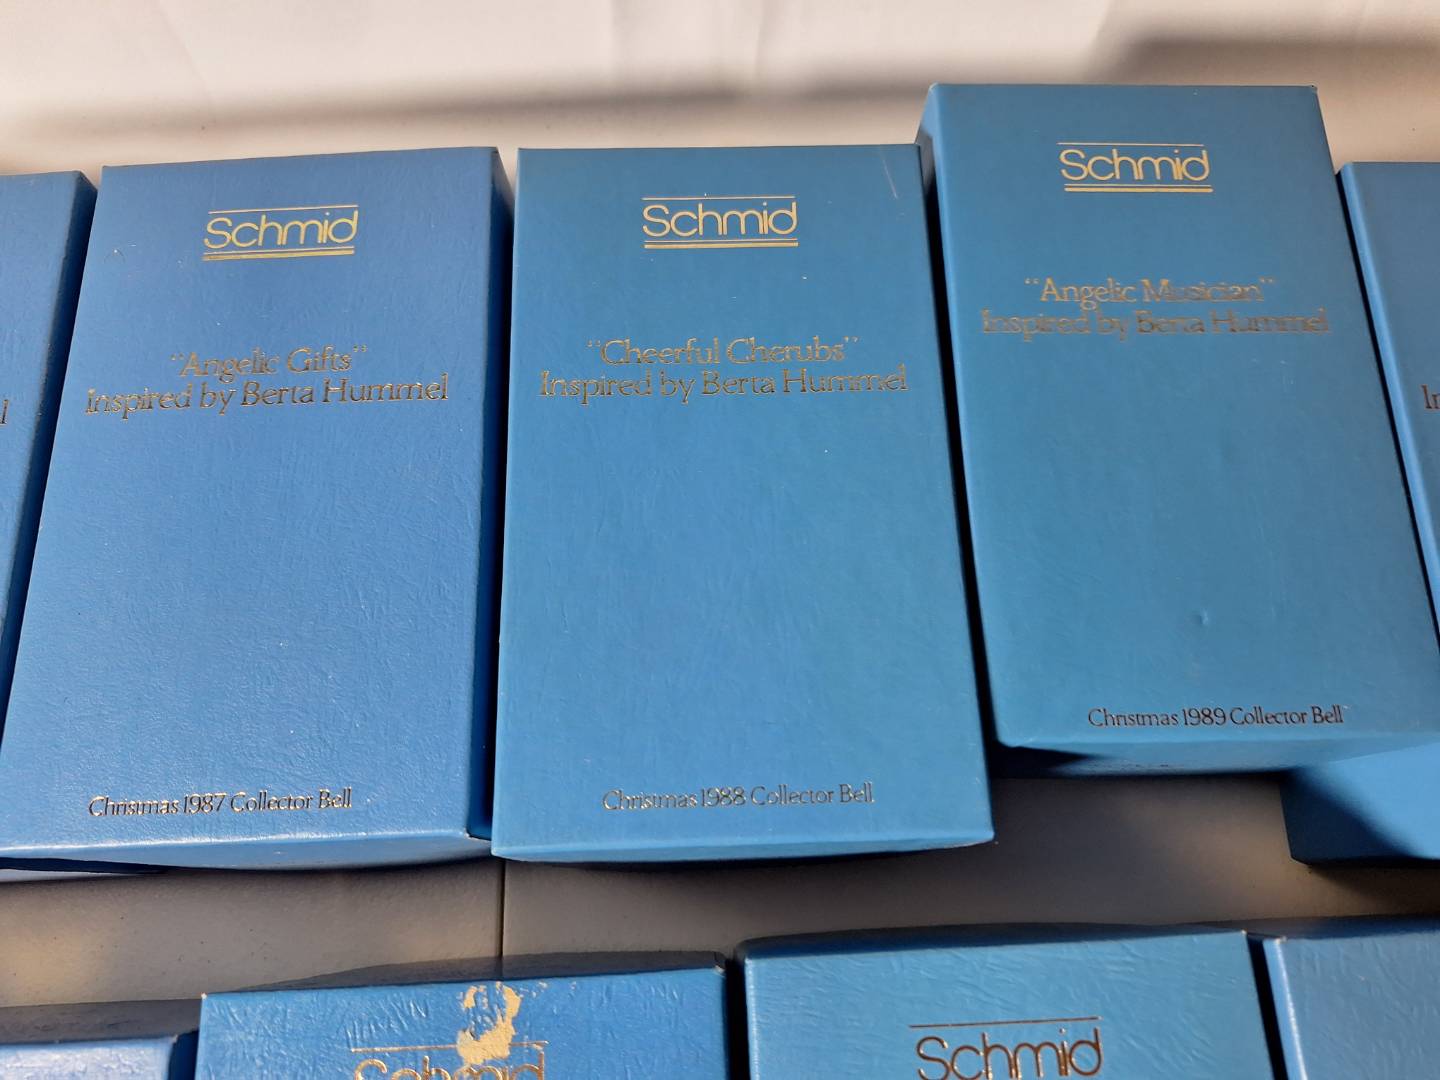 Schmid
"Angelic Gifts"
Inspired by Berta Hummel
Christmas 1987 Collector Bell
Schmid
"Cheerful Cherubs"
Inspired by Berta Hummel
Christmas 1988 Collector Bell
Schmid
"Angelic Musician"
Inspired by Berta Hummel
Christmas 1989 Collector Bell
Schmid
Schmid